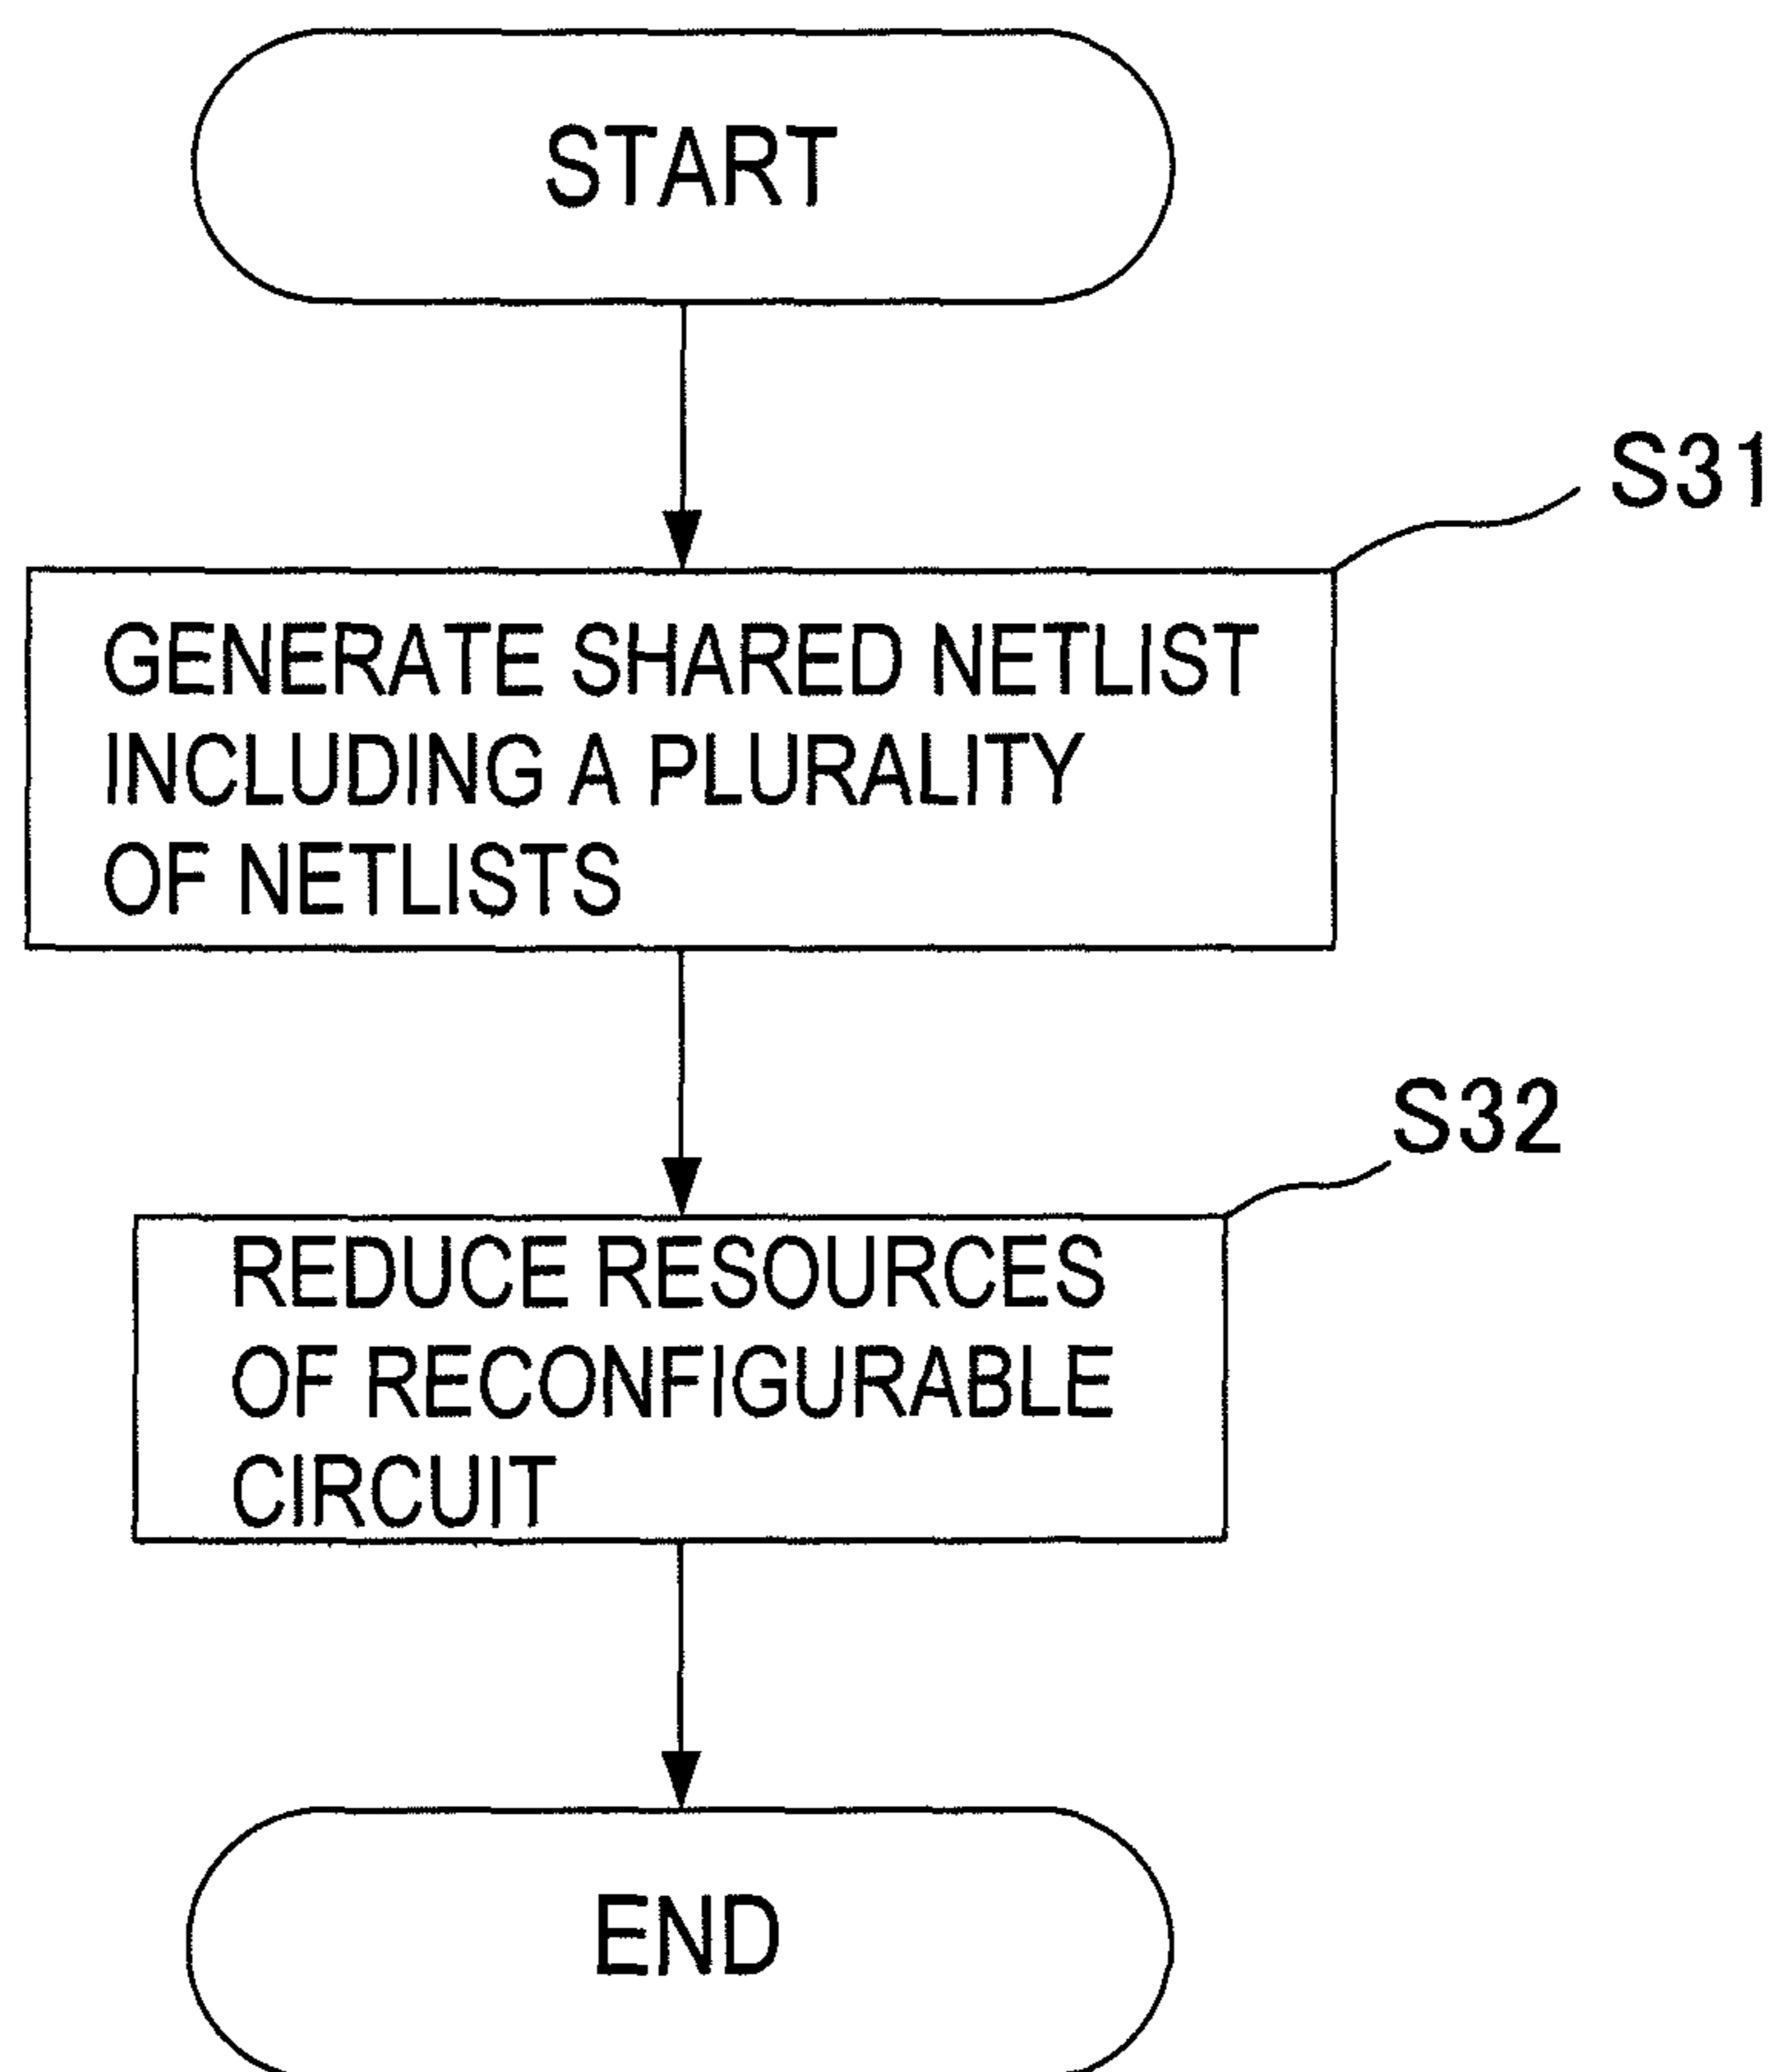 START
S31
GENERATE SHARED NETLIST
INCLUDING A PLURALITY
OF NETLISTS
S32
REDUCE RESOURCES
OF RECONFIGURABLE
CIRCUIT
END